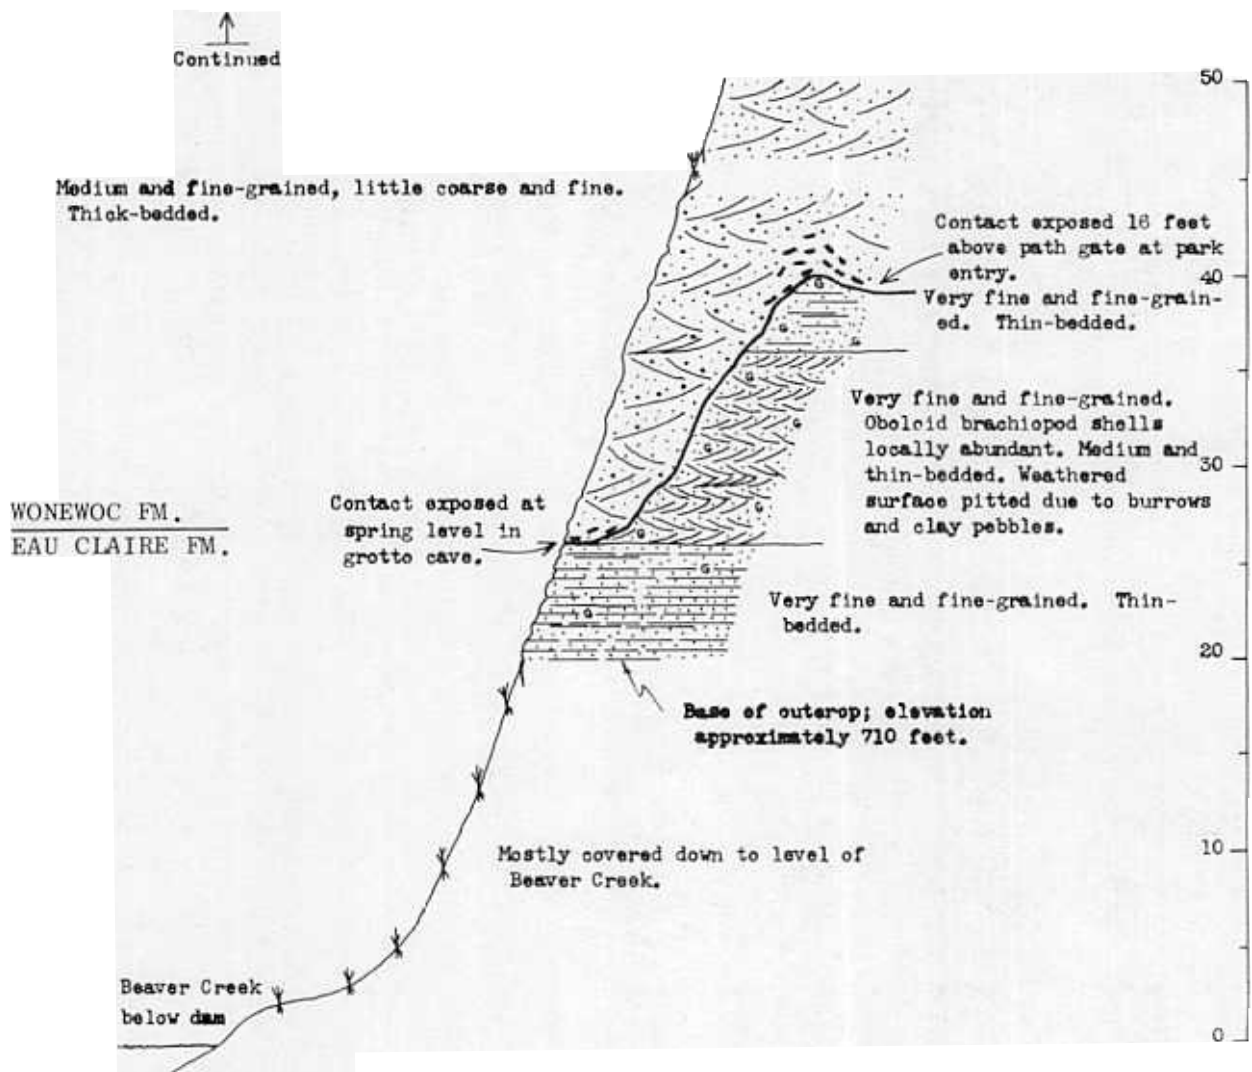 Continued
50
Medium and fine-grained, little coarse and fine.
Thick-bedded.
Contact exposed 16 feet
above path gate at park
entry.
40
Very fine and fine-grain-
ed. Thin-bedded.
G
G
G
G
Very fine and fine-grained.
Oboloid brachiopod shells
locally abundant. Medium and
thin-bedded. Weathered
surface pitted due to burrows
and clay pebbles.
G
G
30
Contact exposed at
spring level in
grotto cave.
G
G
WONEWOC FM.
EAU CLAIRE FM.
G
G
Very fine and fine-grained. Thin-
bedded.
20
Base of outerop; elevation
approximately 710 feet.
Mostly covered down to level of
Beaver Creek.
10
Beaver Creek
below dam
0